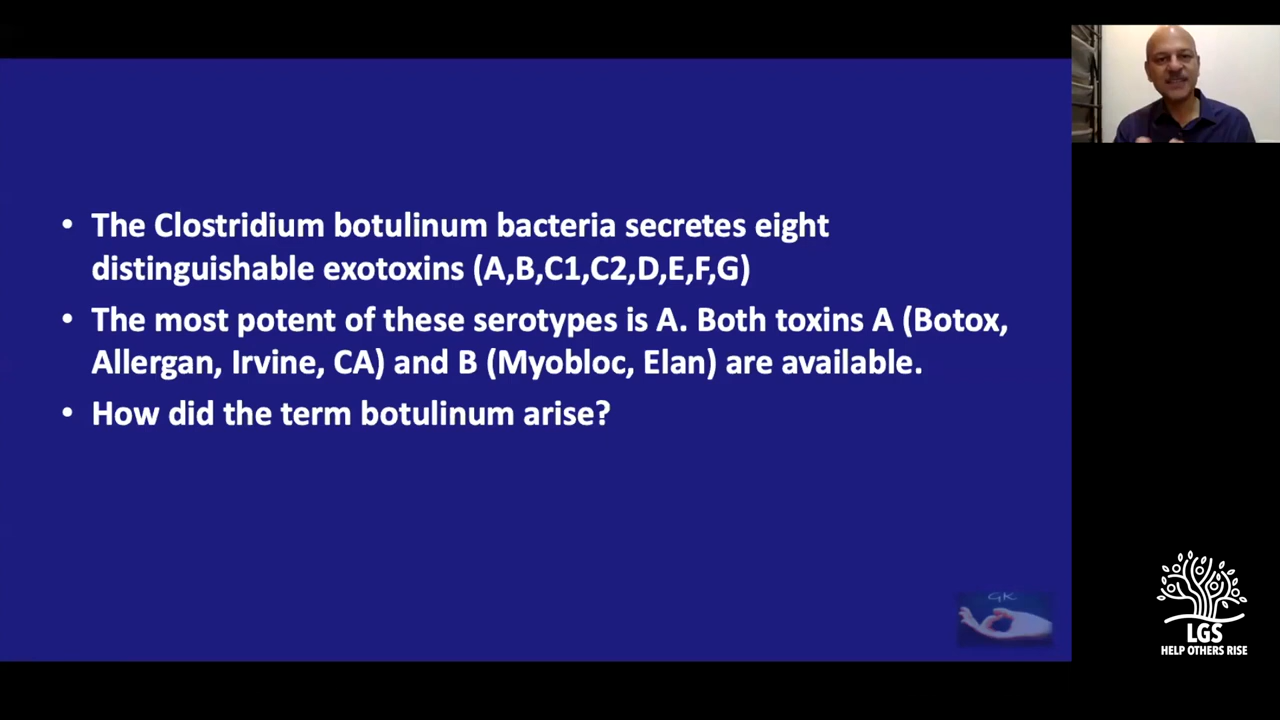 • The Clostridium botulinum bacteria secretes eight
distinguishable exotoxins (A,B,C1,C2,D,E,F,G)
• The most potent of these serotypes is A. Both toxins A (Botox,
Allergan, Irvine, CA) and B (Myobloc, Elan) are available.
• How did the term botulinum arise?
GK
LGS
HELP OTHERS RISE